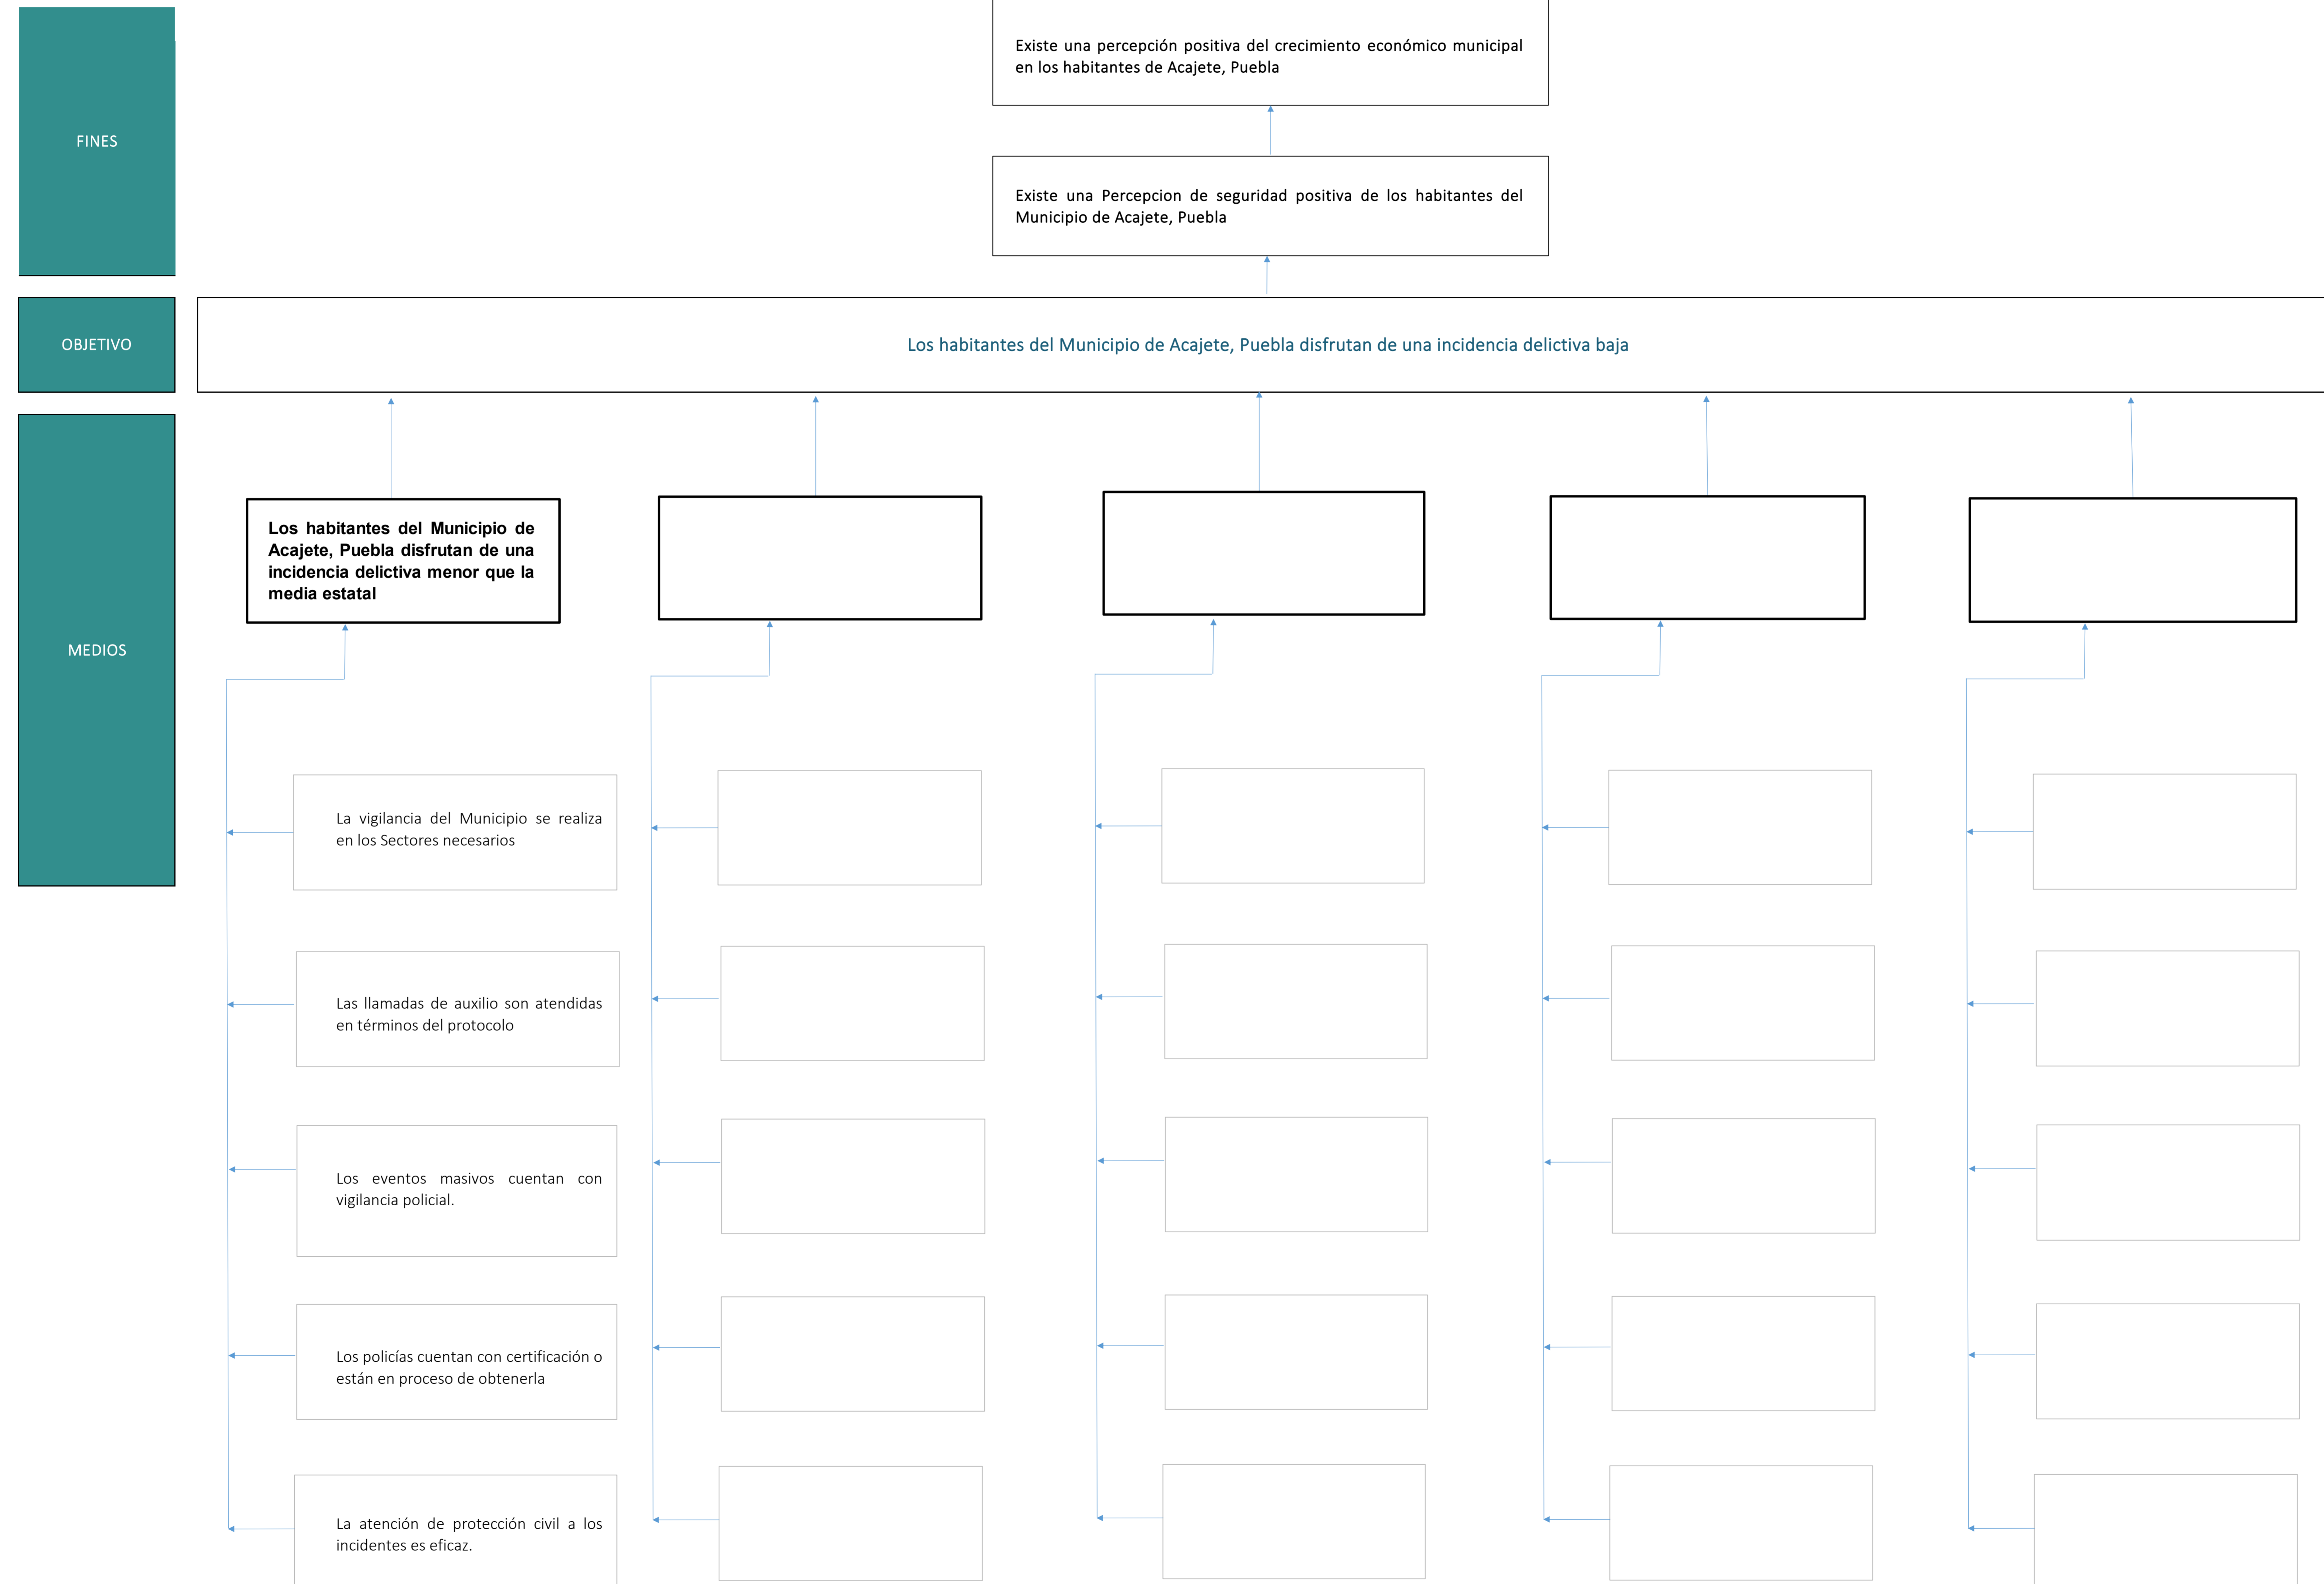 Existe una percepción positiva del crecimiento económico municipal
en los habitantes de Acajete, Puebla
FINES
Existe una Percepcion de seguridad positiva de los habitantes del
Municipio de Acajete, Puebla
OBJETIVO
Los habitantes del Municipio de Acajete, Puebla disfrutan de una incidencia delictiva baja
MEDIOS
Los habitantes del Municipio de
Acajete, Puebla disfrutan de una
incidencia delictiva menor que la
media estatal
La vigilancia del Municipio se realiza
en los Sectores necesarios
Las llamadas de auxilio son atendidas
en términos del protocolo
Los eventos masivos cuentan con
vigilancia policial.
Los policías cuentan con certificación o
están en proceso de obtenerla
La atención de protección civil a los
incidentes es eficaz.